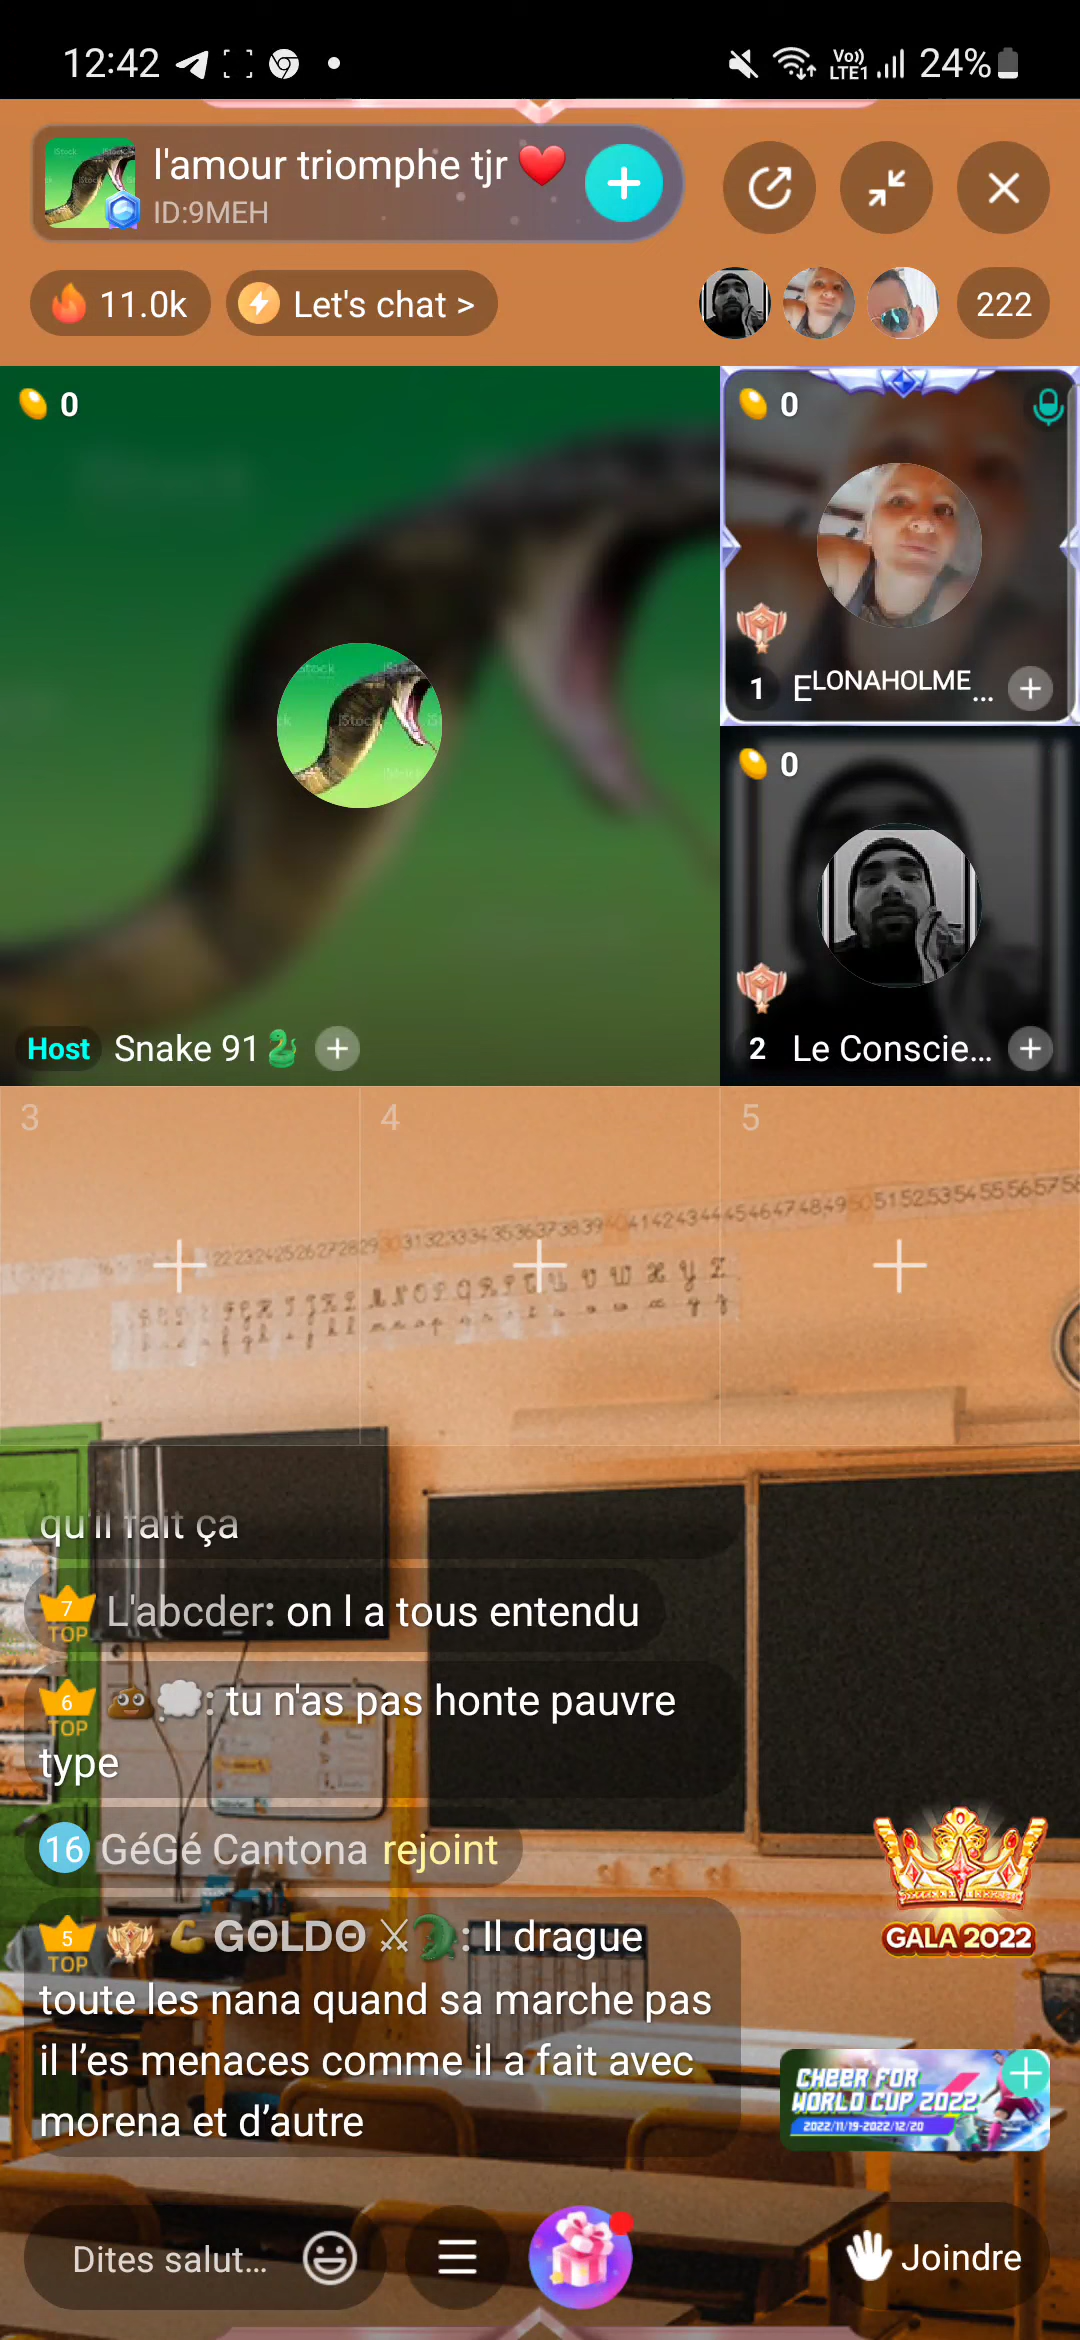 12:42
Vo))
LTE1
24%
l'amour triomphe tjr ❤️
ID:9MEH
11.0k
Let's chat >
222
0
0
iStock
1 ELONAHOLME...
0
Host Snake 91🐍
2 Le Conscie...
3 4 5
qu'il fait ça
7 TOP L'abcder: on l a tous entendu
6 TOP 💩💭: tu n'as pas honte pauvre
type
16 GéGé Cantona rejoint
5 TOP 💪 GΘLDΘ ⚔🐊: Il drague
toute les nana quand sa marche pas
il l’es menaces comme il a fait avec
morena et d’autre
GALA 2022
CHEER FOR
WORLD CUP 2022
2022/11/19-2022/12/20
Dites salut...
Joindre